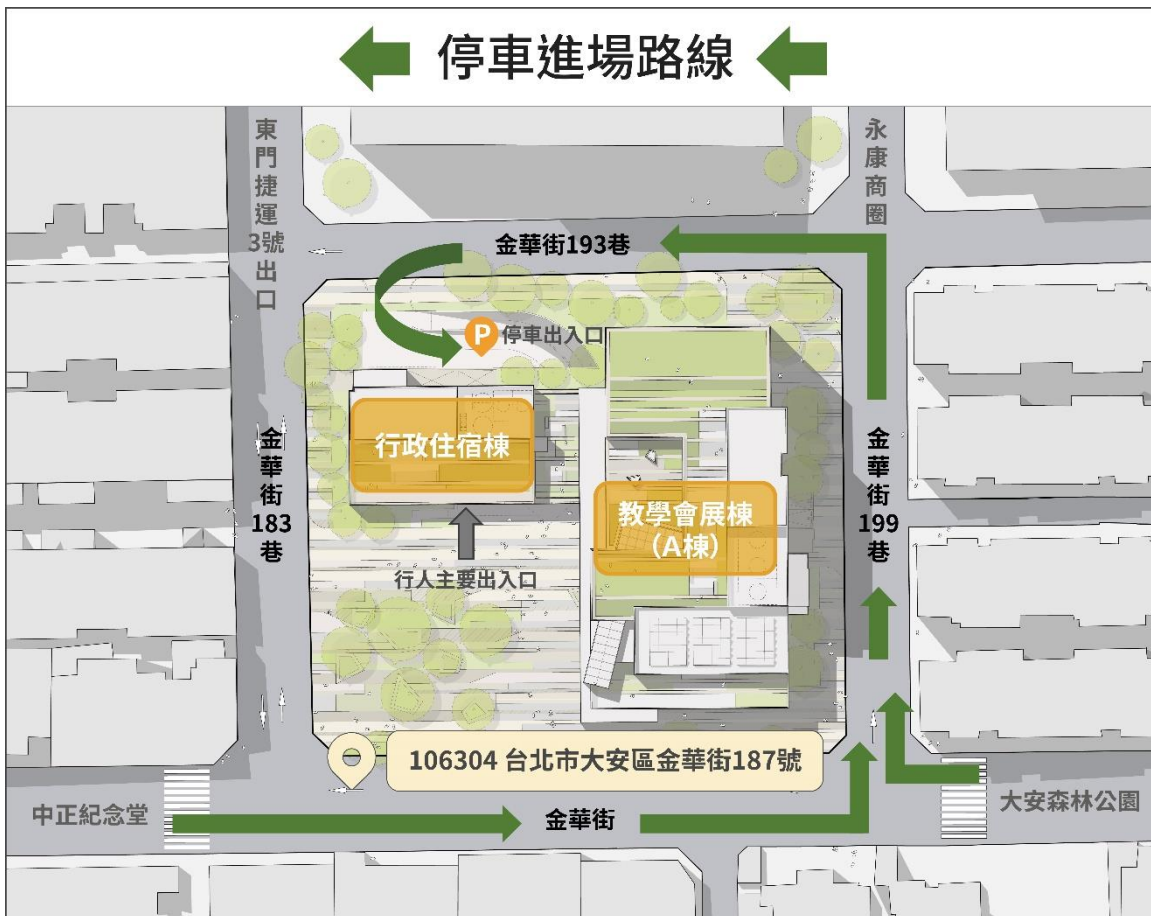 停車進場路線
東門捷運3號出口
永康商圈
金華街193巷
P
停車出入口
行政住宿棟
金華街183巷
教學會展棟
(A棟)
金華街199巷
行人主要出入口
106304 台北市大安區金華街187號
中正紀念堂
金華街
大安森林公園